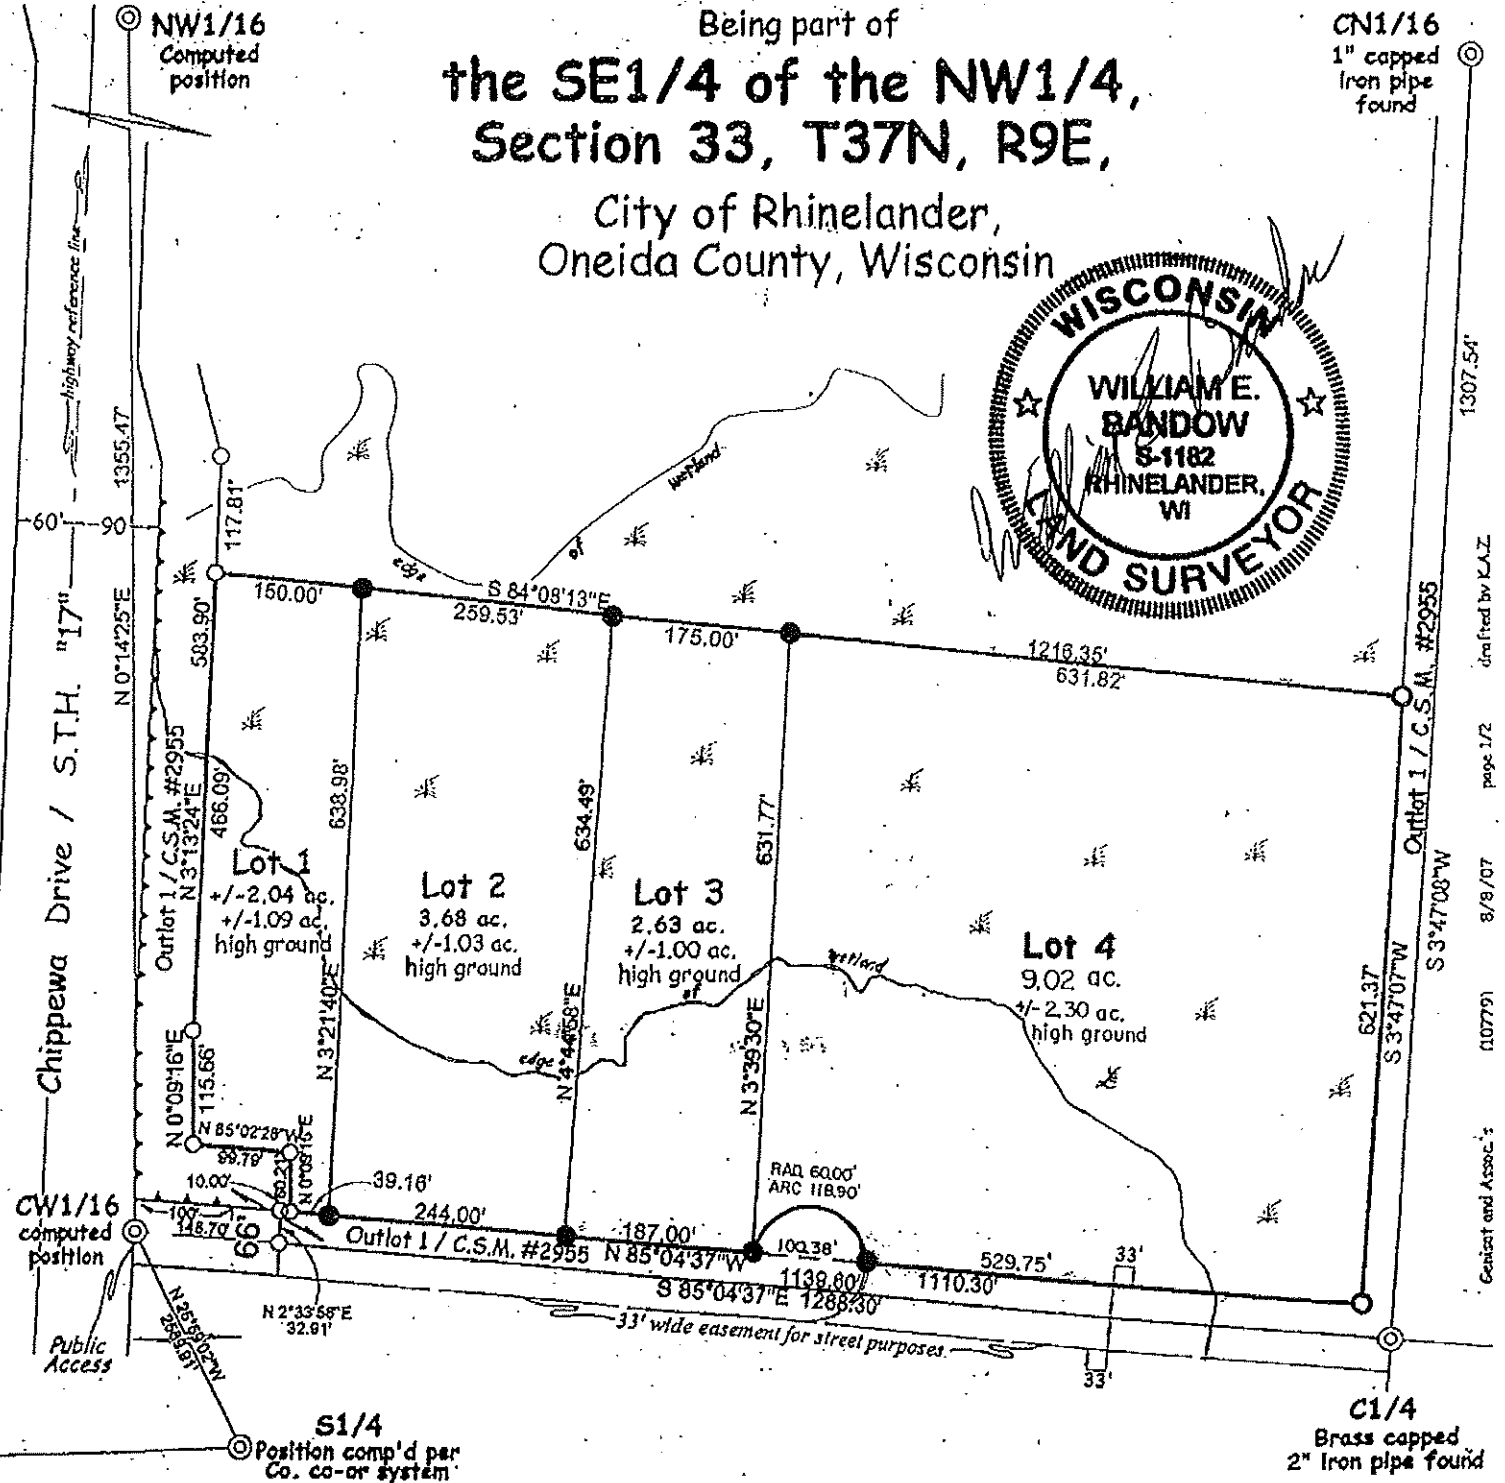 NW1/16
Computed
position
Being part of
the SE1/4 of the NW1/4,
Section 33, T37N, R9E,
City of Rhinelander,
Oneida County, Wisconsin
CN1/16
1" capped
Iron pipe
found
WISCONSIN
WILLIAM E.
BANDOW
S-1182
RHINELANDER,
WI
LAND SURVEYOR
highway reference line
1355.47'
N 0°14'25"E
60'
90'
Chippewa Drive / S.T.H. "17"
117.81'
583.90'
150.00'
edge
of
wetland
S 84°08'13"E
259.53'
175.00'
1216.35'
631.82'
1307.54'
Outlot 1 / C.S.M. #2955
S 3°47'08"W
drafted by K.A.Z.
page 1/2
8/8/07
Outlot 1 / C.S.M. #2955
N 3°13'24"E
466.09'
638.98'
634.49'
631.77'
Lot 1
+/-2.04 ac.
+/-1.09 ac.
high ground
Lot 2
3.68 ac.
+/-1.03 ac.
high ground
Lot 3
2.63 ac.
+/-1.00 ac.
high ground
Lot 4
9.02 ac.
+/-2.30 ac.
high ground
edge
of
wetland
N 3°21'40"E
N 4°44'58"E
N 3°39'30"E
621.37'
S 3°47'07"W
N 0°09'16"E
115.66'
N 85°02'28"W
99.79'
60.21'
N 0°09'16"E
10.00'
39.16'
100'
148.70'
66'
244.00'
187.00'
RAD. 60.00'
ARC 118.90'
100.38'
529.75'
33'
Outlot 1 / C.S.M. #2955
N 85°04'37"W
1139.60'
1110.30'
S 85°04'37"E
1288.30'
33' wide easement for street purposes.
33'
CW1/16
computed
position
N 2°33'58"E
32.91'
Public
Access
S1/4
Position comp'd per
Co. co-or system
C1/4
Brass capped
2" Iron pipe found